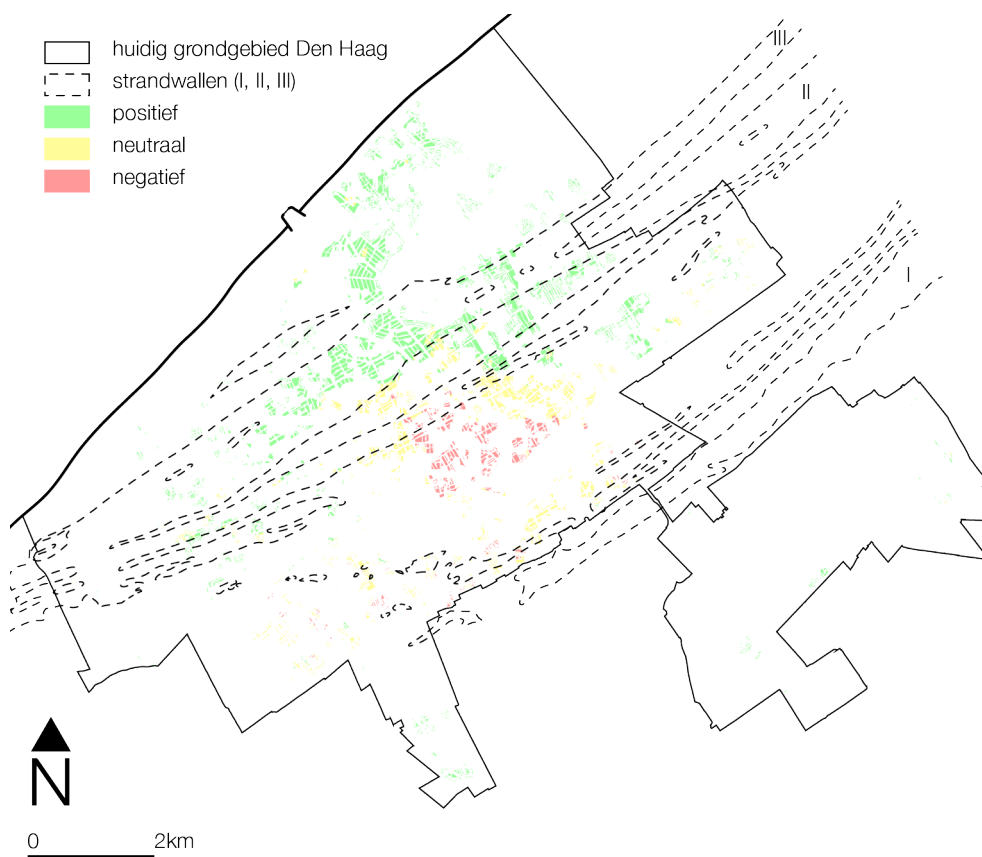 huidig grondgebied Den Haag
strandwallen (I, II, III)
positief
neutraal
negatief
III
II
I
N
0 2km